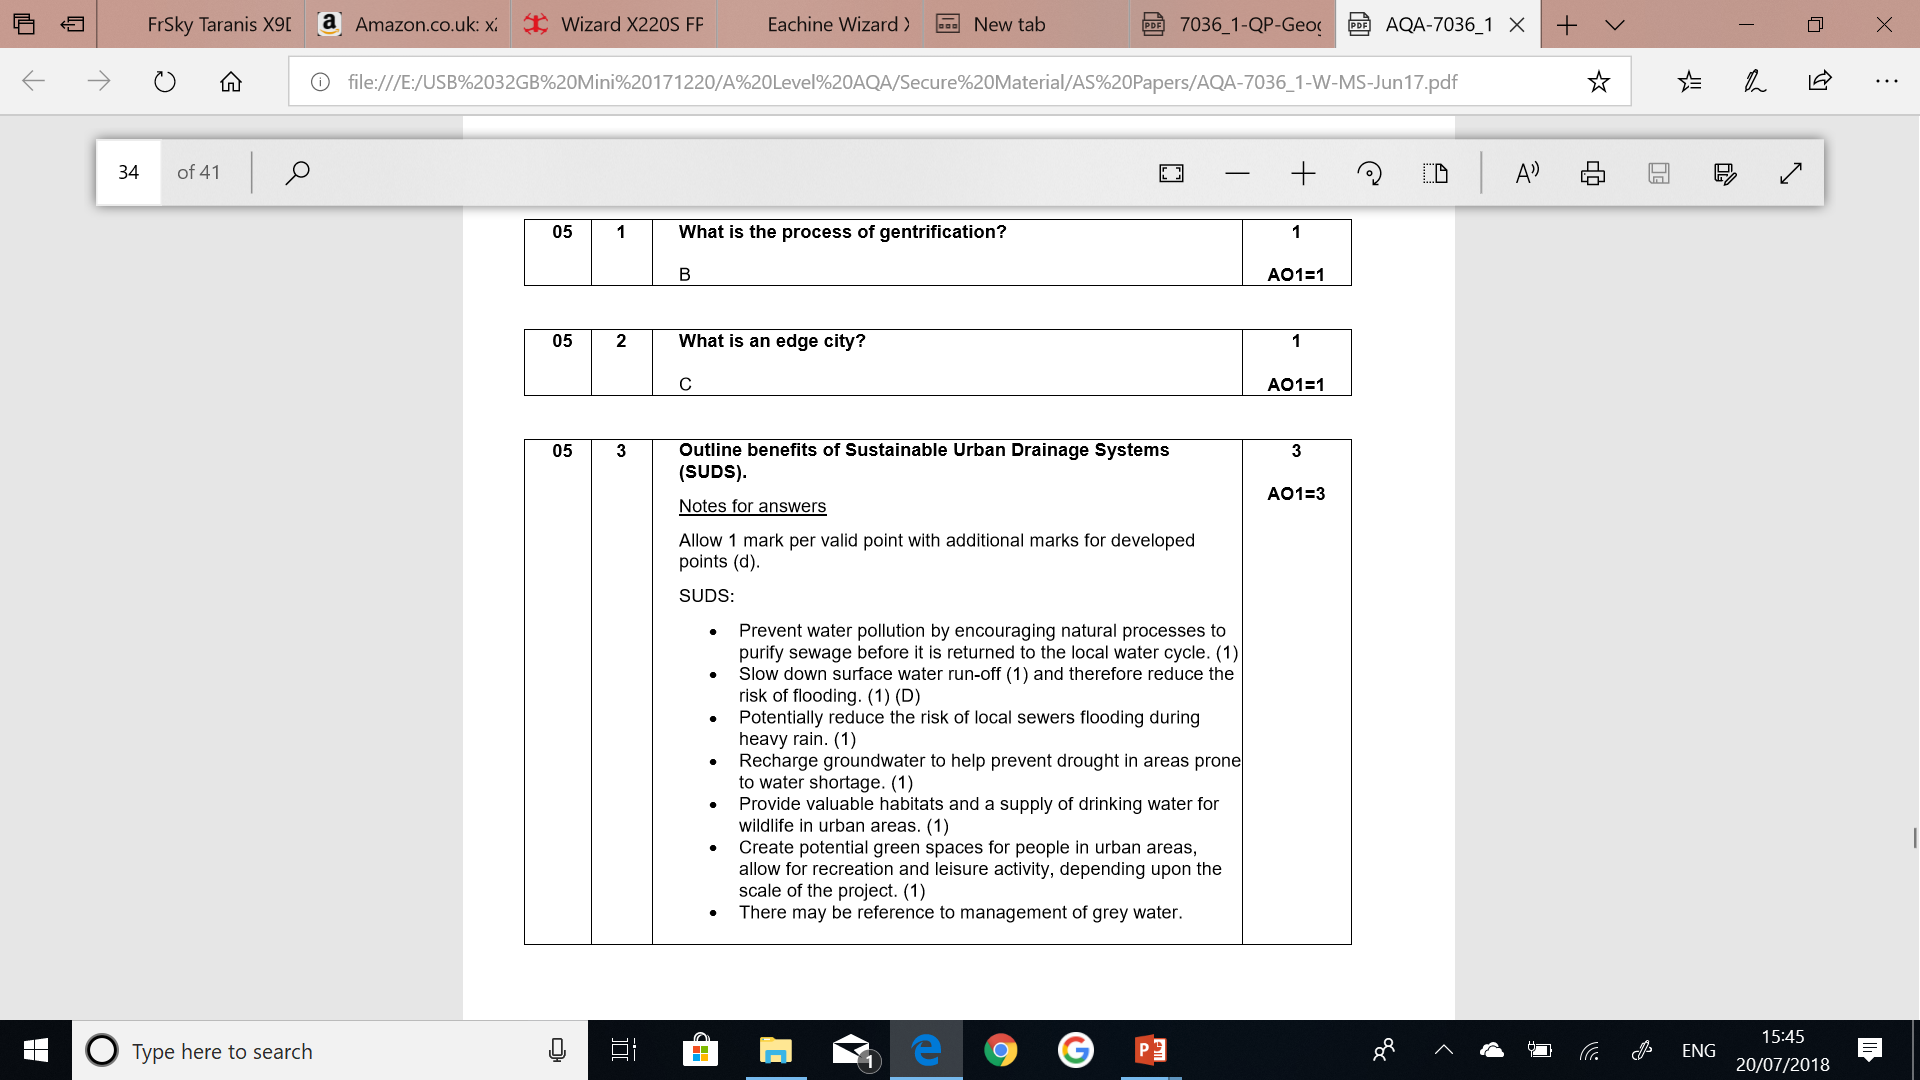 FrSky Taranis X9D
Amazon.co.uk: x2
Wizard X220S FP
Eachine Wizard X
New tab
7036_1-QP-Geog
AQA-7036_1
file:///E:/USB%2032GB%20Mini%20171220/A%20Level%20AQA/Secure%20Material/AS%20Papers/AQA-7036_1-W-MS-Jun17.pdf
34 of 41
05 1 What is the process of gentrification? 1
B AO1=1
05 2 What is an edge city? 1
C AO1=1
05 3 Outline benefits of Sustainable Urban Drainage Systems 3
(SUDS).
AO1=3
Notes for answers
Allow 1 mark per valid point with additional marks for developed
points (d).
SUDS:
• Prevent water pollution by encouraging natural processes to
purify sewage before it is returned to the local water cycle. (1)
• Slow down surface water run-off (1) and therefore reduce the
risk of flooding. (1) (D)
• Potentially reduce the risk of local sewers flooding during
heavy rain. (1)
• Recharge groundwater to help prevent drought in areas prone
to water shortage. (1)
• Provide valuable habitats and a supply of drinking water for
wildlife in urban areas. (1)
• Create potential green spaces for people in urban areas,
allow for recreation and leisure activity, depending upon the
scale of the project. (1)
• There may be reference to management of grey water.
Type here to search
1
ENG
15:45
20/07/2018